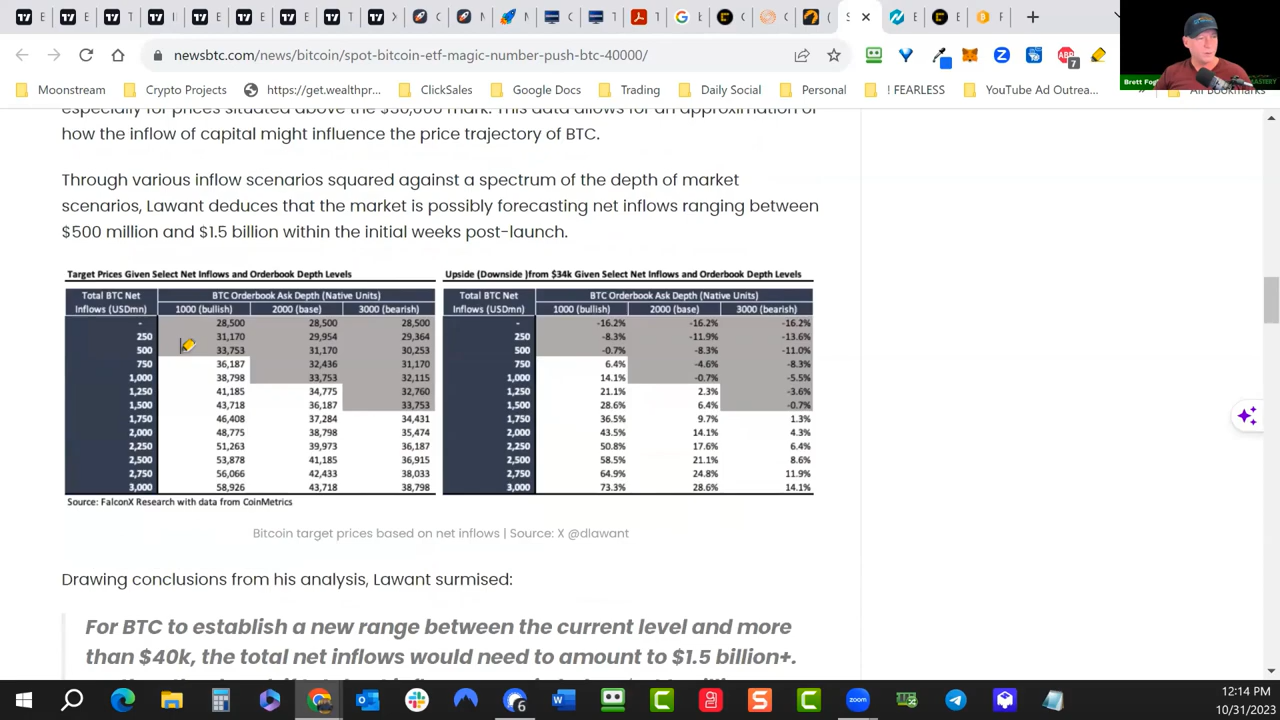 newsbtc.com/news/bitcoin/spot-bitcoin-etf-magic-number-push-btc-40000/
7
Brett
Moonstream
Crypto Projects
https://get.wealthpr...
Sales
Trading
Daily Social
Personal
! FEARLESS
YouTube Ad Outrea...
All Bookmarks
how the inflow of capital might influence the price trajectory of BTC.
Through various inflow scenarios squared against a spectrum of the depth of market
scenarios, Lawant deduces that the market is possibly forecasting net inflows ranging between
$500 million and $1.5 billion within the initial weeks post-launch.
Target Prices Given Select Net Inflows and Orderbook Depth Levels
Total BTC Net BTC Orderbook Ask Depth (Native Units)
Inflows (USDmn) 1000 (bullish) 2000 (base) 3000 (bearish)
- 28,500 28,500 28,500
250 31,170 29,954 29,364
500 33,753 31,170 30,253
750 36,187 32,436 31,170
1,000 38,798 33,753 32,115
1,250 41,185 34,775 32,760
1,500 43,718 36,187 33,753
1,750 46,408 37,284 34,431
2,000 48,775 38,798 35,474
2,250 51,263 39,973 36,187
2,500 53,878 41,185 36,915
2,750 56,066 42,433 38,033
3,000 58,926 43,718 38,798
Source: FalconX Research with data from CoinMetrics
Upside (Downside )from $34k Given Select Net Inflows and Orderbook Depth Levels
Total BTC Net BTC Orderbook Ask Depth (Native Units)
Inflows (USDmn) 1000 (bullish) 2000 (base) 3000 (bearish)
- -16.2% -16.2% -16.2%
250 -8.3% -11.9% -13.6%
500 -0.7% -8.3% -11.0%
750 6.4% -4.6% -8.3%
1,000 14.1% -0.7% -5.5%
1,250 21.1% 2.3% -3.6%
1,500 28.6% 6.4% -0.7%
1,750 36.5% 9.7% 1.3%
2,000 43.5% 14.1% 4.3%
2,250 50.8% 17.6% 6.4%
2,500 58.5% 21.1% 8.6%
2,750 64.9% 24.8% 11.9%
3,000 73.3% 28.6% 14.1%
Bitcoin target prices based on net inflows | Source: X @dlawant
Drawing conclusions from his analysis, Lawant surmised:
For BTC to establish a new range between the current level and more
than $40k, the total net inflows would need to amount to $1.5 billion+.
6
zoom
12:14 PM
10/31/2023